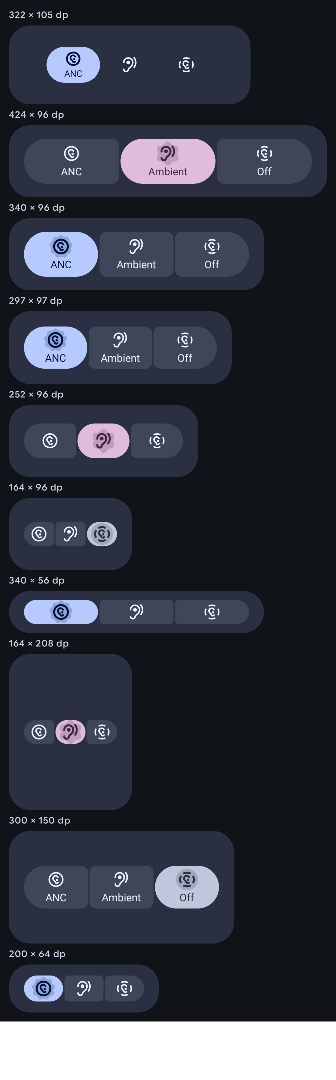 322 × 105 dp
ANC
424 × 96 dp
ANC Ambient Off
340 × 96 dp
ANC Ambient Off
297 × 97 dp
ANC Ambient Off
252 × 96 dp
164 × 96 dp
340 × 56 dp
164 × 208 dp
300 × 150 dp
ANC Ambient Off
200 × 64 dp